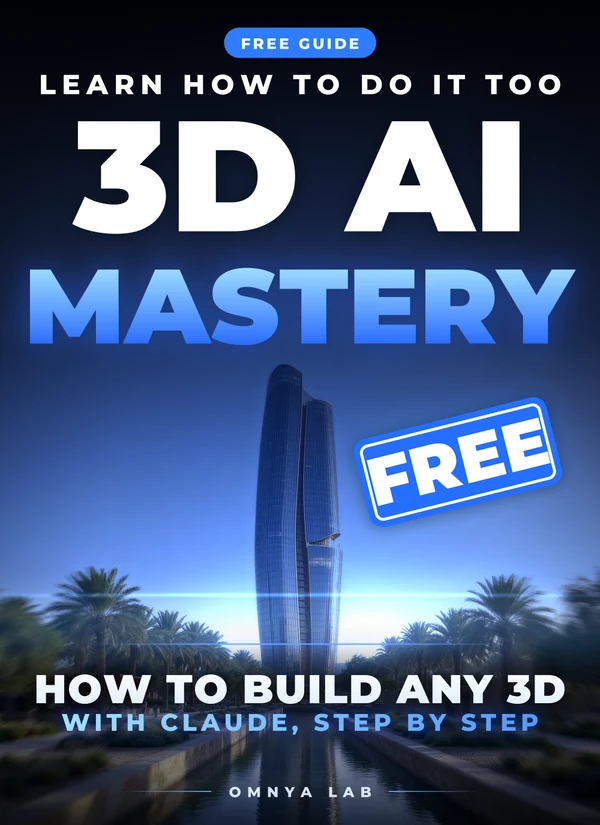 FREE GUIDE
LEARN HOW TO DO IT TOO
3D AI
MASTERY
FREE
HOW TO BUILD ANY 3D
WITH CLAUDE, STEP BY STEP
OMNYA LAB